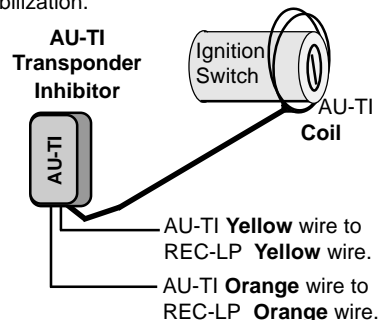 bilization.
AU-TI
Transponder
Inhibitor
Ignition
Switch
AU-TI
Coil
AU-TI
AU-TI Yellow wire to
REC-LP Yellow wire.
AU-TI Orange wire to
REC-LP Orange wire.